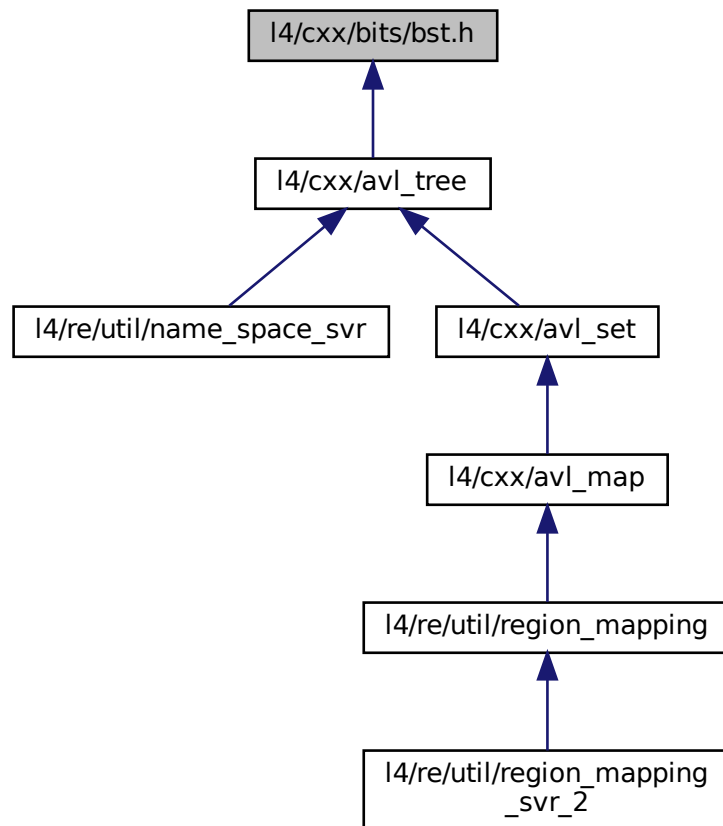 l4/cxx/bits/bst.h
l4/cxx/avl_tree
l4/re/util/name_space_svr
l4/cxx/avl_set
l4/cxx/avl_map
l4/re/util/region_mapping
l4/re/util/region_mapping
_svr_2